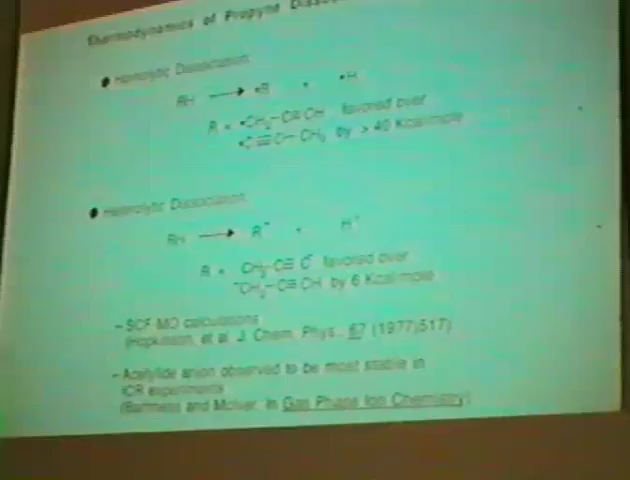 Thermodynamics of Propyne
● Homolytic Dissociation:
RH ⟶ •R + •H
R = •CH₂–C≡CH favored over
•C≡C–CH₃ by > 40 Kcal/mole
● Heterolytic Dissociation:
RH ⟶ R⁻ + H⁺
R = CH₃–C≡C⁻ favored over
⁻CH₂–C≡CH by 6 Kcal/mole
– SCF MO calculations
(Hopkinson, et al. J. Chem. Phys., 67 (1977)517)
– Acetylide anion observed to be most stable in
ICR experiments
(Bartmess and McIver in Gas Phase Ion Chemistry)